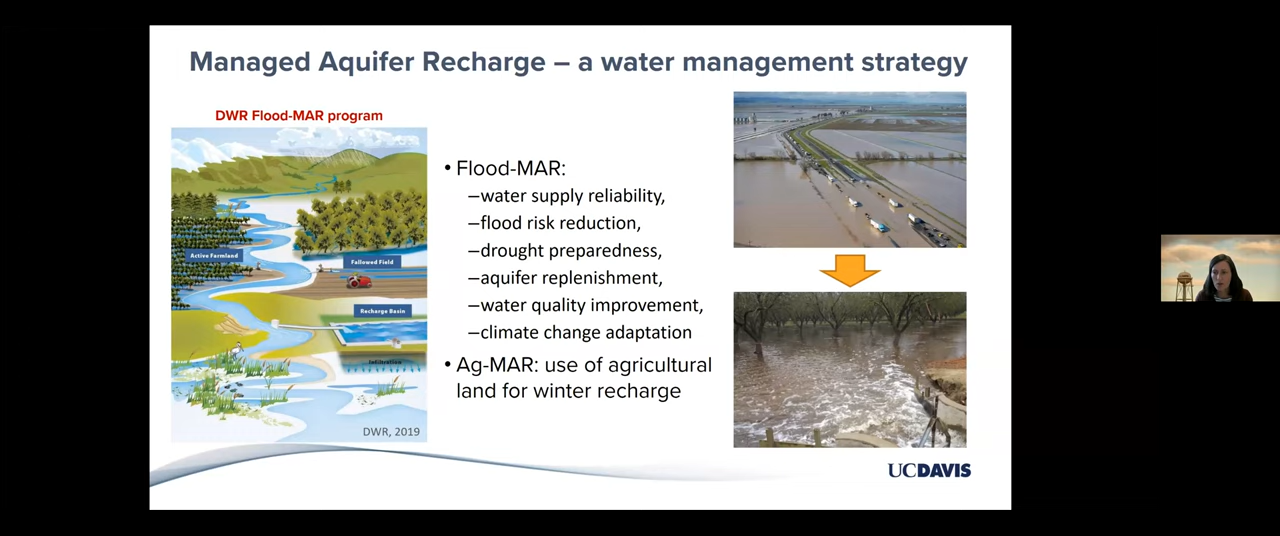 Managed Aquifer Recharge – a water management strategy
DWR Flood-MAR program
Active Farmland
Fallowed Field
Recharge Basin
Infiltration
DWR, 2019
• Flood-MAR:
–water supply reliability,
–flood risk reduction,
–drought preparedness,
–aquifer replenishment,
–water quality improvement,
–climate change adaptation
• Ag-MAR: use of agricultural
land for winter recharge
UCDAVIS